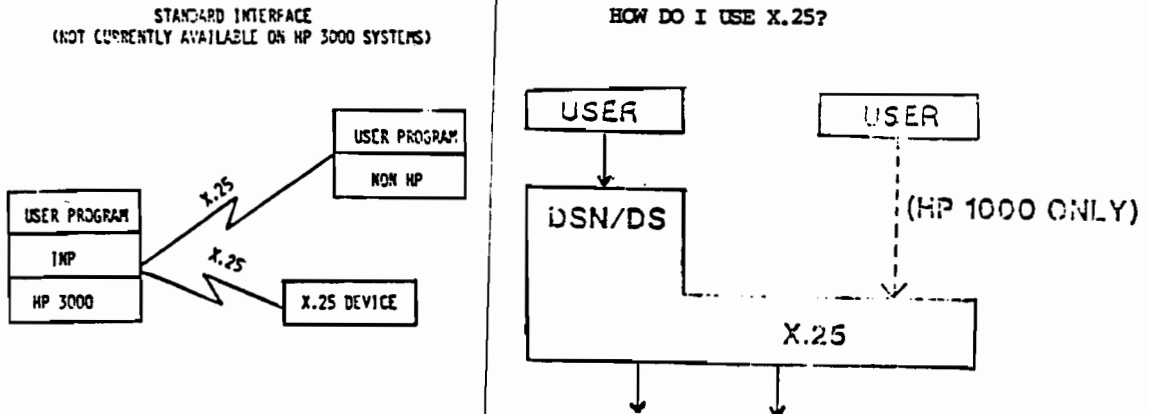 STANDARD INTERFACE
(NOT CURRENTLY AVAILABLE ON HP 3000 SYSTEMS)
USER PROGRAM
NON HP
X.25
USER PROGRAM
INP
HP 3000
X.25
X.25 DEVICE
HOW DO I USE X.25?
USER
USER
DSN/DS
(HP 1000 ONLY)
X.25